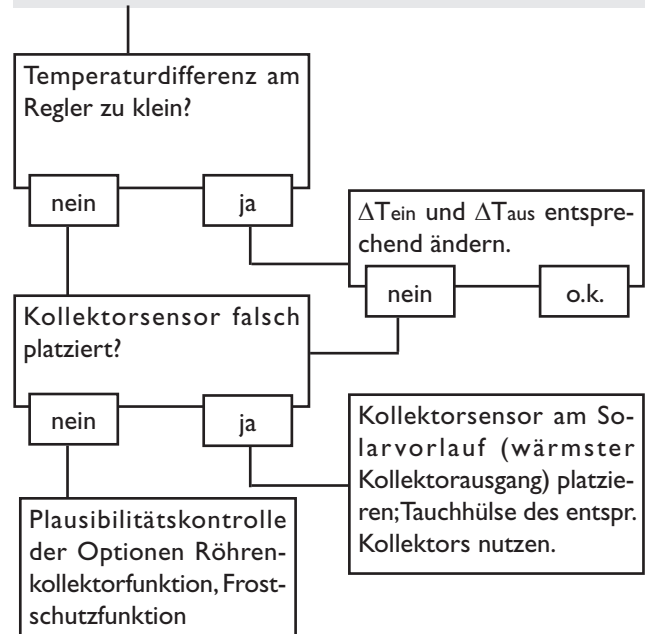 Temperaturdifferenz am
Regler zu klein?
nein
ja
ΔTein und ΔTaus entspre-
chend ändern.
nein
o.k.
Kollektorsensor falsch
platziert?
nein
ja
Kollektorsensor am So-
larvorlauf (wärmster
Kollektorausgang) platzie-
ren;Tauchhülse des entspr.
Kollektors nutzen.
Plausibilitätskontrolle
der Optionen Röhren-
kollektorfunktion, Frost-
schutzfunktion